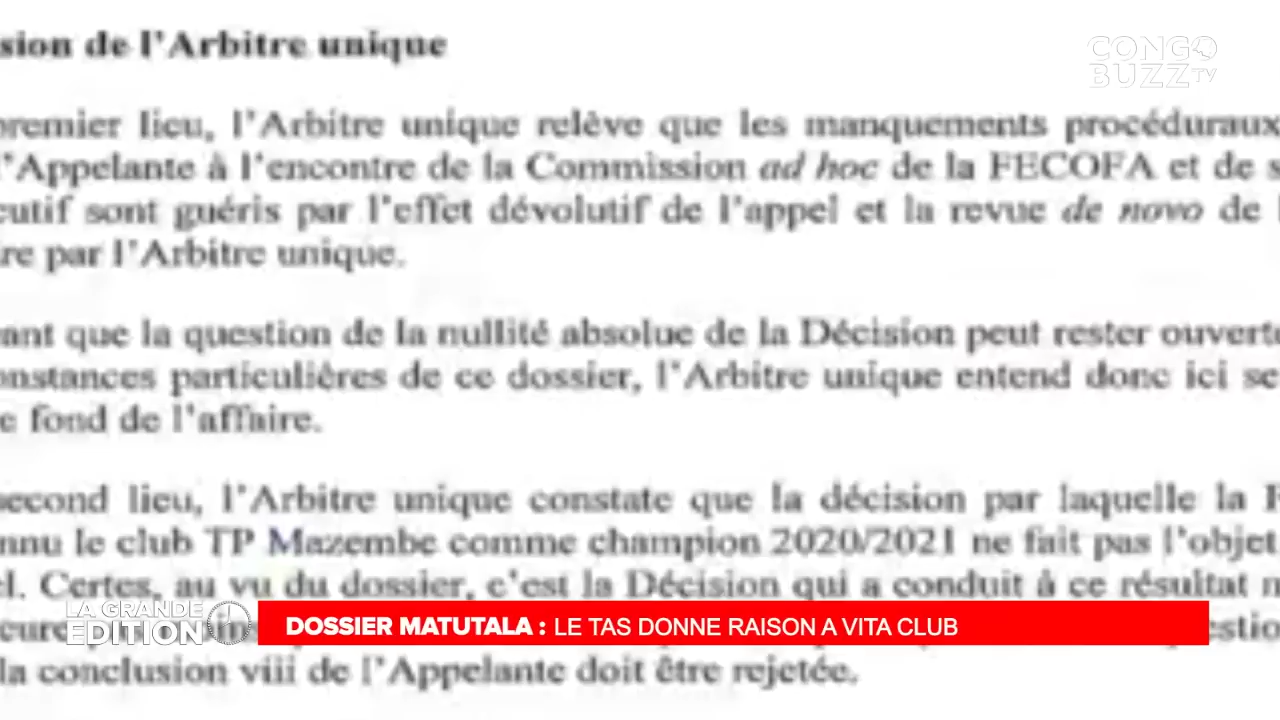 sion de l'Arbitre unique
CONGO
BUZZTV
premier lieu, l'Arbitre unique relève que les manquements procéduraux
l'Appelante à l'encontre de la Commission ad hoc de la FECOFA et de s
cutif sont guéris par l'effet dévolutif de l'appel et la revue de novo de l
re par l'Arbitre unique.
ant que la question de la nullité absolue de la Décision peut rester ouverte
onstances particulières de ce dossier, l'Arbitre unique entend donc ici se
e fond de l'affaire.
second lieu, l'Arbitre unique constate que la décision par laquelle la F
nnu le club TP Mazembe comme champion 2020/2021 ne fait pas l'objet
el. Certes, au vu du dossier, c'est la Décision qui a conduit à ce résultat
LA GRANDE
EDITION
DOSSIER MATUTALA : LE TAS DONNE RAISON A VITA CLUB
la conclusion viii de l'Appelante doit être rejetée.